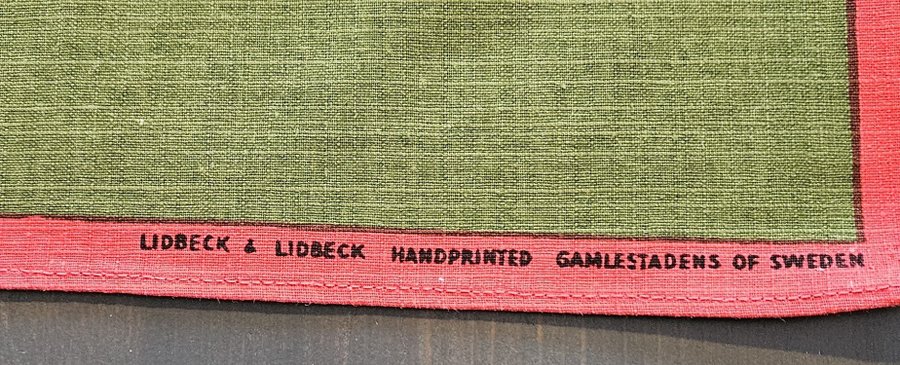 LIDBECK & LIDBECK HANDPRINTED GAMLESTADENS OF SWEDEN